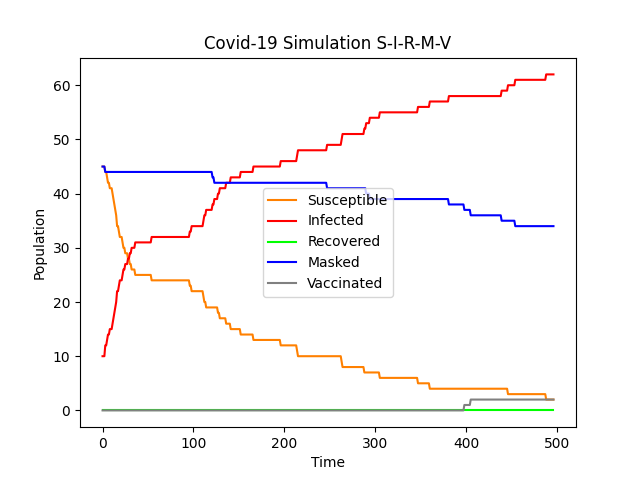 Covid-19 Simulation S-I-R-M-V
Population
60
50
40
30
20
10
0
Susceptible
Infected
Recovered
Masked
Vaccinated
0 100 200 300 400 500
Time